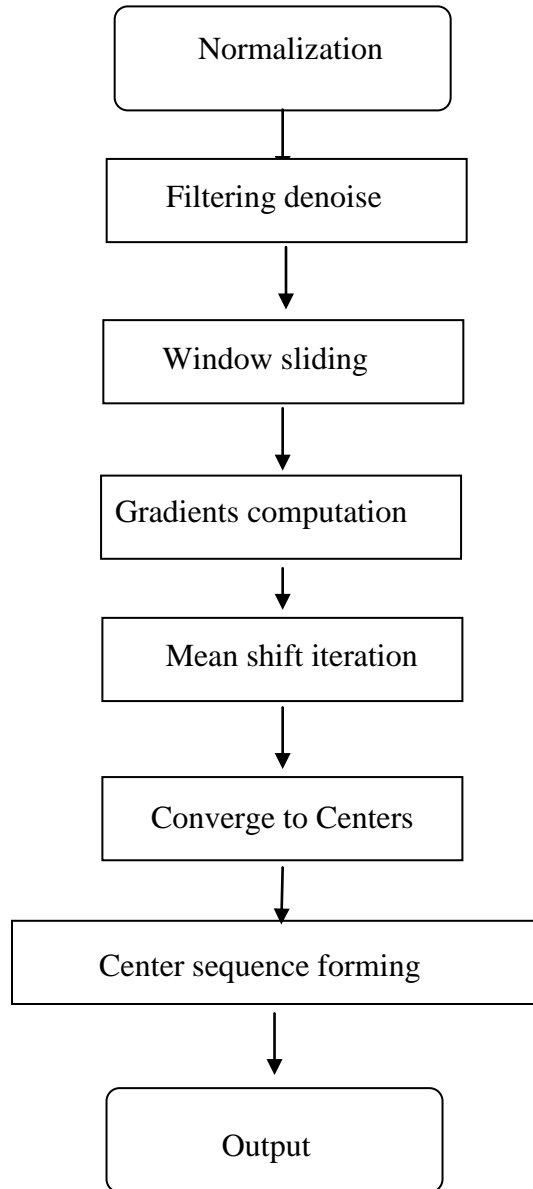 Normalization
Filtering denoise
Window sliding
Gradients computation
Mean shift iteration
Converge to Centers
Center sequence forming
Output